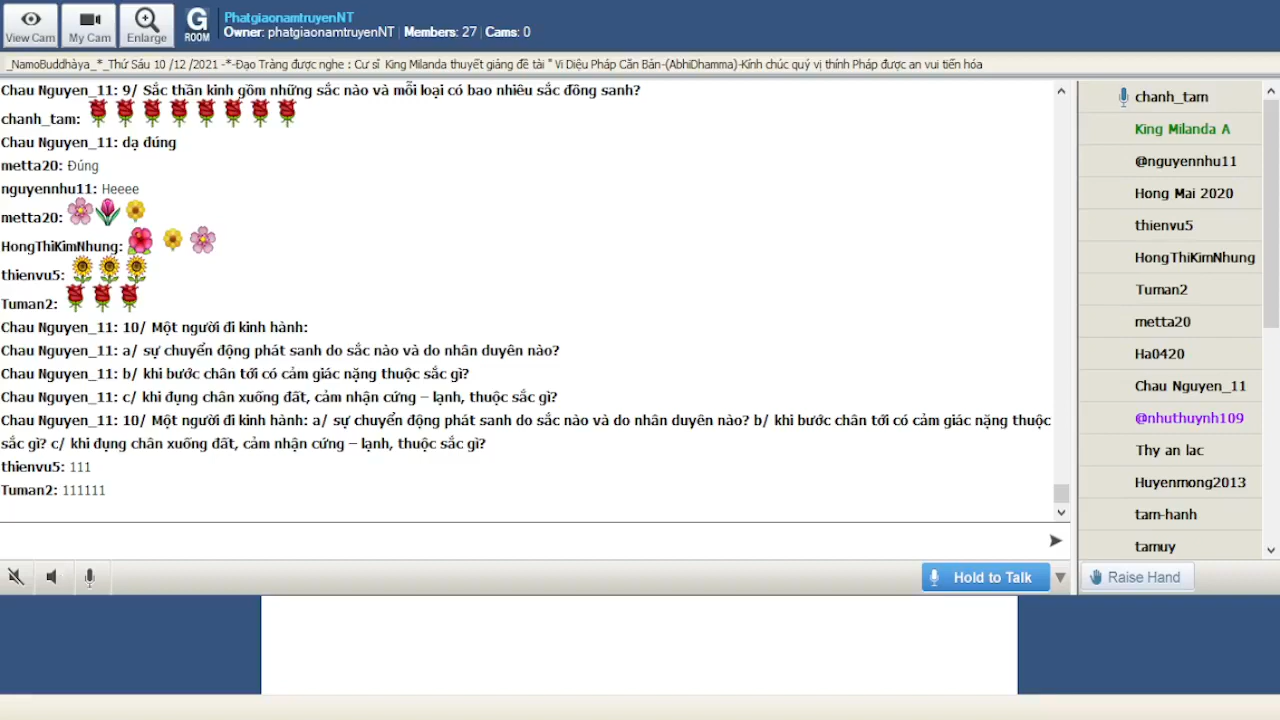 View Cam
My Cam
Enlarge
G
ROOM
PhatgiaonamtruyenNT
Owner: phatgiaonamtruyenNT | Members: 27 | Cams: 0
_NamoBuddhàya_*_Thứ Sáu 10 /12 /2021 -*-Đạo Tràng được nghe : Cư sĩ King Milanda thuyết giảng đề tài " Vi Diệu Pháp Căn Bản-(AbhiDhamma)-Kính chúc quý vị thính Pháp được an vui tiến hóa
Chau Nguyen_11: 9/ Sắc thần kinh gồm những sắc nào và mỗi loại có bao nhiêu sắc đồng sanh?
chanh_tam:
Chau Nguyen_11: dạ đúng
metta20: Đúng
nguyennhu11: Heeee
metta20:
HongThiKimNhung:
thienvu5:
Tuman2:
Chau Nguyen_11: 10/ Một người đi kinh hành:
Chau Nguyen_11: a/ sự chuyển động phát sanh do sắc nào và do nhân duyên nào?
Chau Nguyen_11: b/ khi bước chân tới có cảm giác nặng thuộc sắc gì?
Chau Nguyen_11: c/ khi đụng chân xuống đất, cảm nhận cứng – lạnh, thuộc sắc gì?
Chau Nguyen_11: 10/ Một người đi kinh hành: a/ sự chuyển động phát sanh do sắc nào và do nhân duyên nào? b/ khi bước chân tới có cảm giác nặng thuộc
sắc gì? c/ khi đụng chân xuống đất, cảm nhận cứng – lạnh, thuộc sắc gì?
thienvu5: 111
Tuman2: 111111
chanh_tam
King Milanda A
@nguyennhu11
Hong Mai 2020
thienvu5
HongThiKimNhung
Tuman2
metta20
Ha0420
Chau Nguyen_11
@nhuthuynh109
Thy an lac
Huyenmong2013
tam-hanh
tamuy
Hold to Talk
Raise Hand